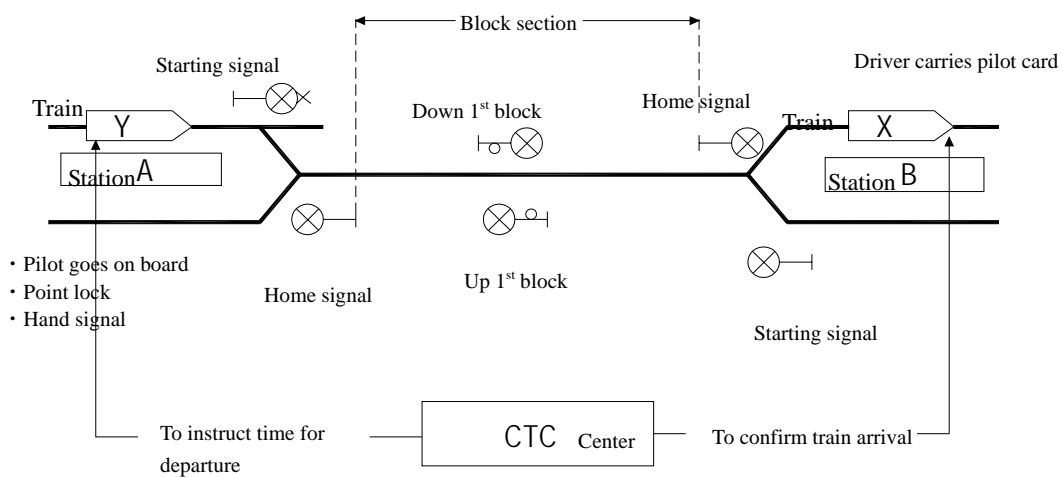 Block section
Starting signal
Driver carries pilot card
Train
Y
Down 1st block
Home signal
Train
X
Station A
Station B
・Pilot goes on board
・Point lock
・Hand signal
Home signal
Up 1st block
Starting signal
To instruct time for
departure
CTC Center
To confirm train arrival